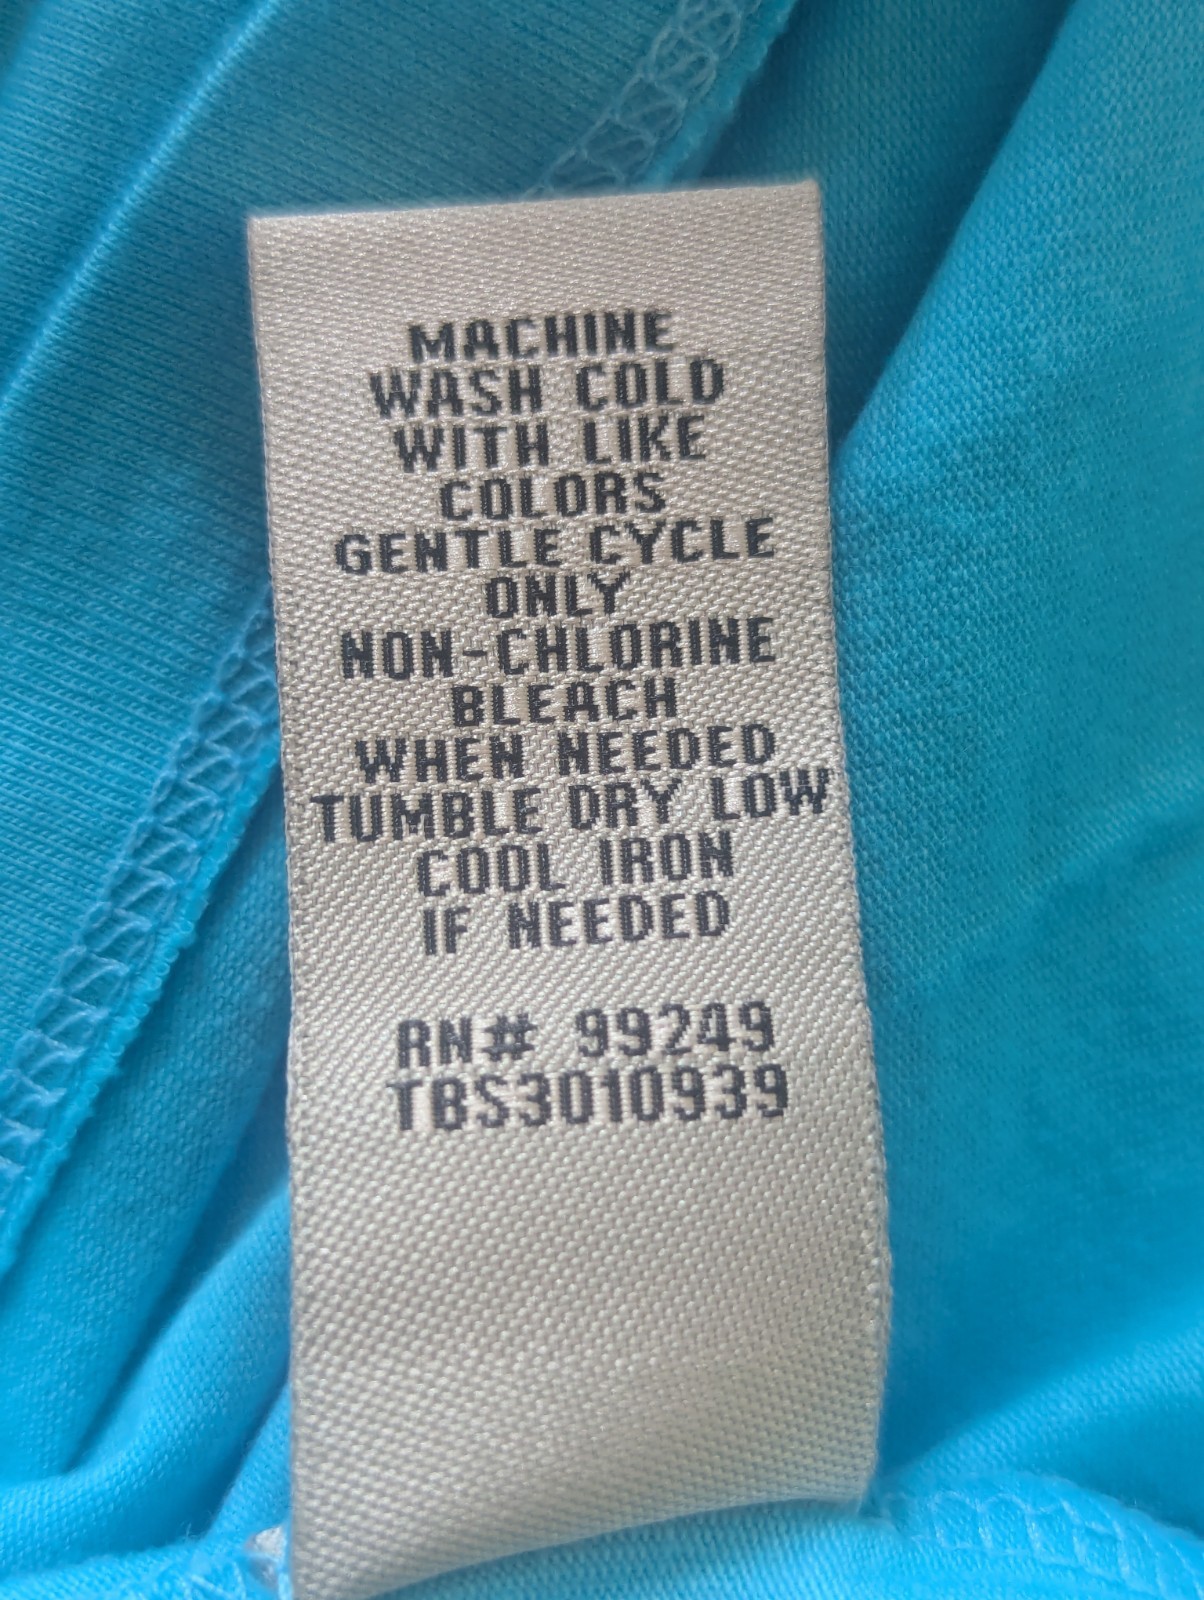 MACHINE
WASH COLD
WITH LIKE
COLORS
GENTLE CYCLE
ONLY
NON-CHLORINE
BLEACH
WHEN NEEDED
TUMBLE DRY LOW
COOL IRON
IF NEEDED
RN# 99249
TBS3010939